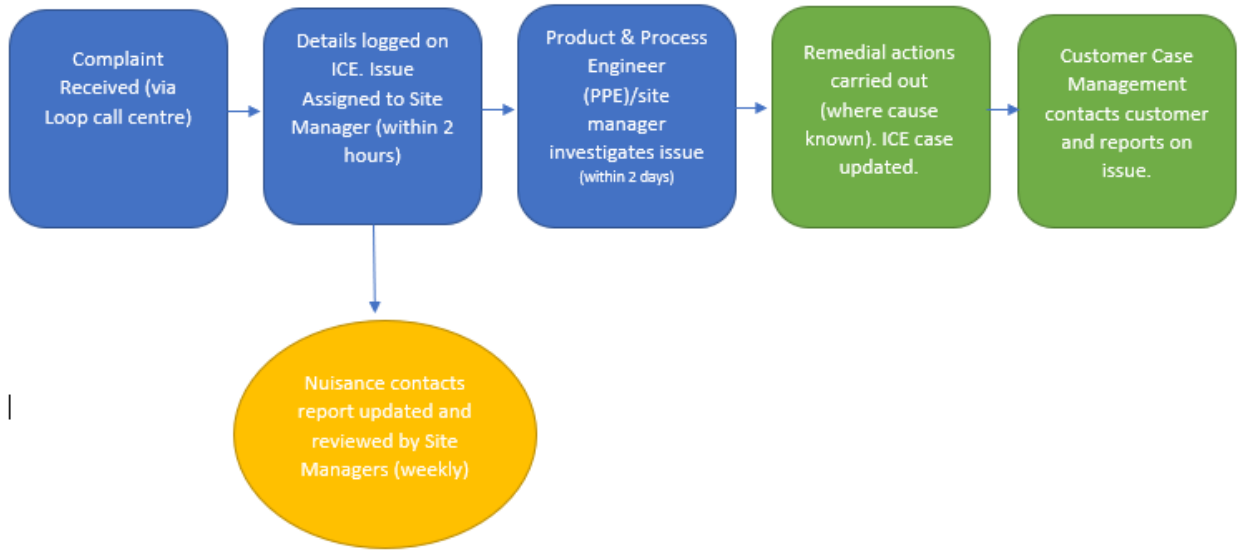 Complaint
Received (via
Loop call centre)
Details logged on
ICE. Issue
Assigned to Site
Manager (within 2
hours)
Product & Process
Engineer
(PPE)/site
manager
investigates issue
(within 2 days)
Remedial actions
carried out
(where cause
known). ICE case
updated.
Customer Case
Management
contacts customer
and reports on
issue.
Nuisance contacts
report updated and
reviewed by Site
Managers (weekly)